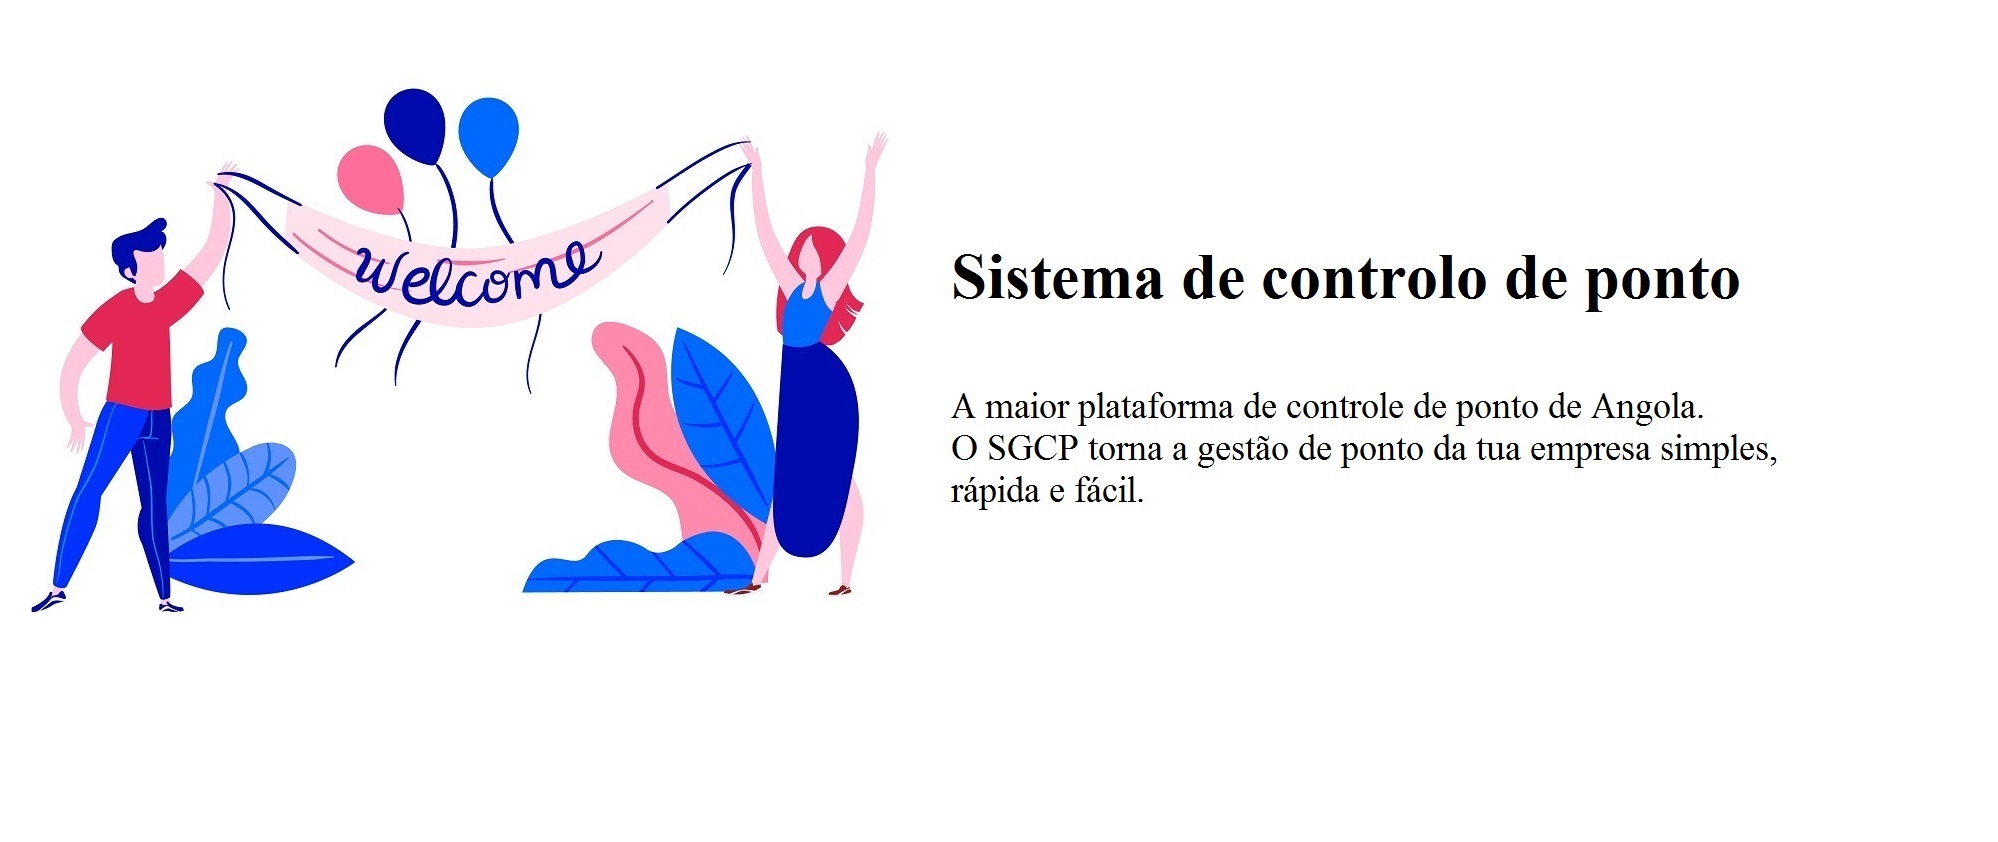 welcome
Sistema de controlo de ponto
A maior plataforma de controle de ponto de Angola.
O SGCP torna a gestão de ponto da tua empresa simples,
rápida e fácil.